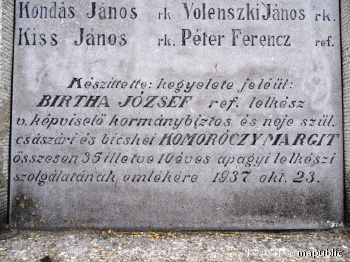 Kondás János rk. Volenszki János rk.
Kiss János rk. Péter Ferencz ref.
Készíttette: kegyelete jeléül:
BIRTHA JÓZSEF ref. lelkész
v. képviselő kormánybiztos és neje szül.
császári és bicskei KOMORÓCZY MARGIT
összesen 35 illetve 10 éves apagyi lelkészi
szolgálatának emlékére 1937 okt. 23.
mapublic